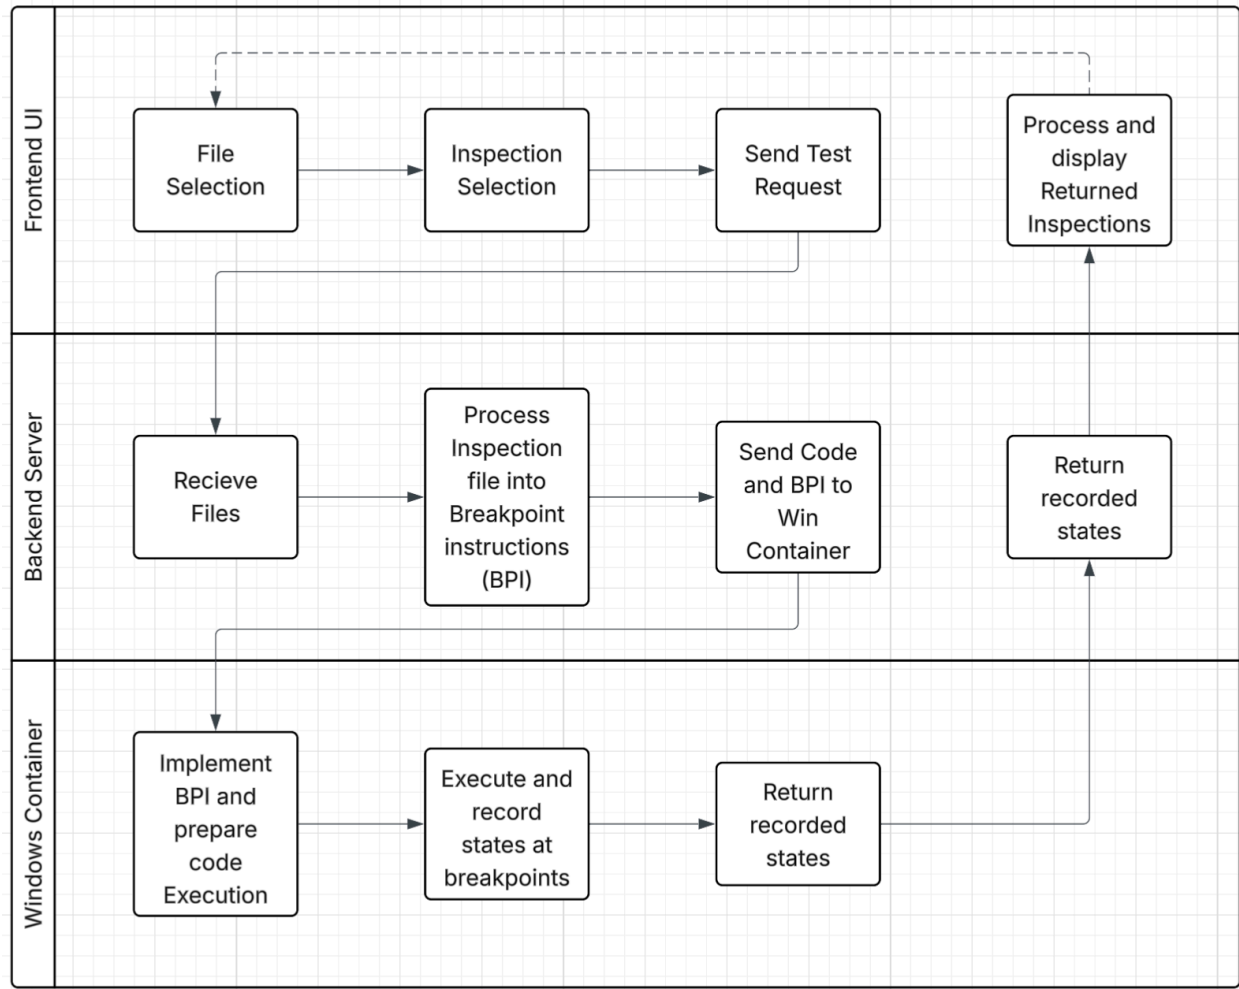 Frontend UI
File
Selection
Inspection
Selection
Send Test
Request
Process and
display
Returned
Inspections
Backend Server
Recieve
Files
Process
Inspection
file into
Breakpoint
instructions
(BPI)
Send Code
and BPI to
Win
Container
Return
recorded
states
Windows Container
Implement
BPI and
prepare
code
Execution
Execute and
record
states at
breakpoints
Return
recorded
states